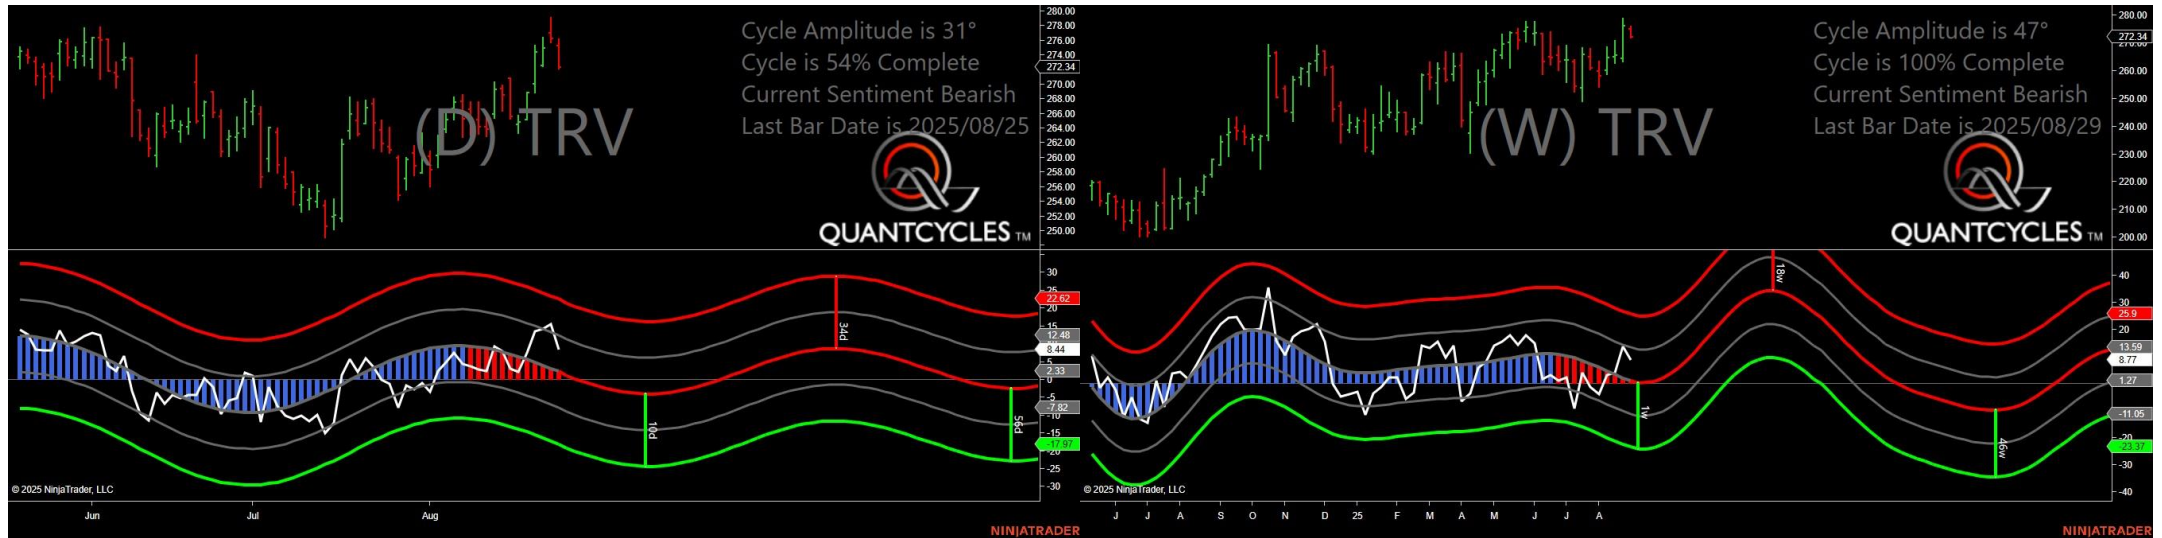 Cycle Amplitude is 31°
Cycle is 54% Complete
Current Sentiment Bearish
Last Bar Date is 2025/08/25
(D) TRV
QUANTCYCLES TM
280.00
278.00
276.00
274.00
272.34
270.00
268.00
266.00
264.00
262.00
260.00
258.00
256.00
254.00
252.00
250.00
34d
10d
56d
30
25
22.62
20
15
12.48
8.44
5
2.33
0
-5
-7.82
-10
-15
-17.97
-20
-25
-30
© 2025 NinjaTrader, LLC
Jun Jul Aug
NINJATRADER
Cycle Amplitude is 47°
Cycle is 100% Complete
Current Sentiment Bearish
Last Bar Date is 2025/08/29
(W) TRV
QUANTCYCLES TM
280.00
272.34
270.00
260.00
250.00
240.00
230.00
220.00
210.00
200.00
18w
1w
46w
40
30
25.9
20
13.59
8.77
1.27
-11.05
-20
-23.37
-30
-40
© 2025 NinjaTrader, LLC
J J A S O N D 25 F M A M J J A
NINJATRADER